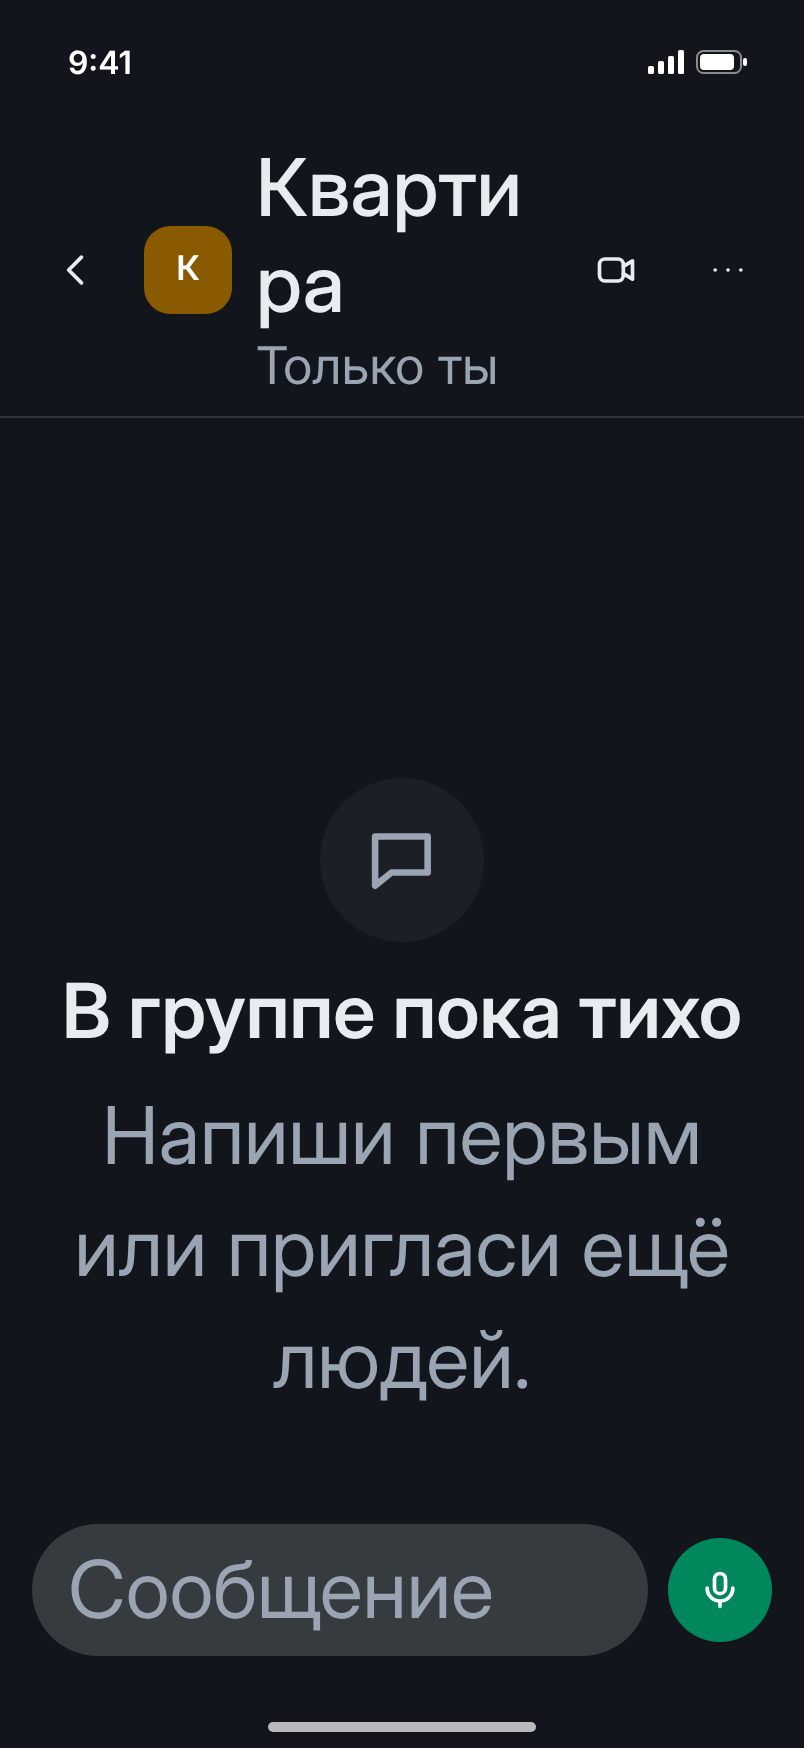 9:41
Кварти
ра
К
Только ты
В группе пока тихо
Напиши первым
или пригласи ещё
людей.
Сообщение